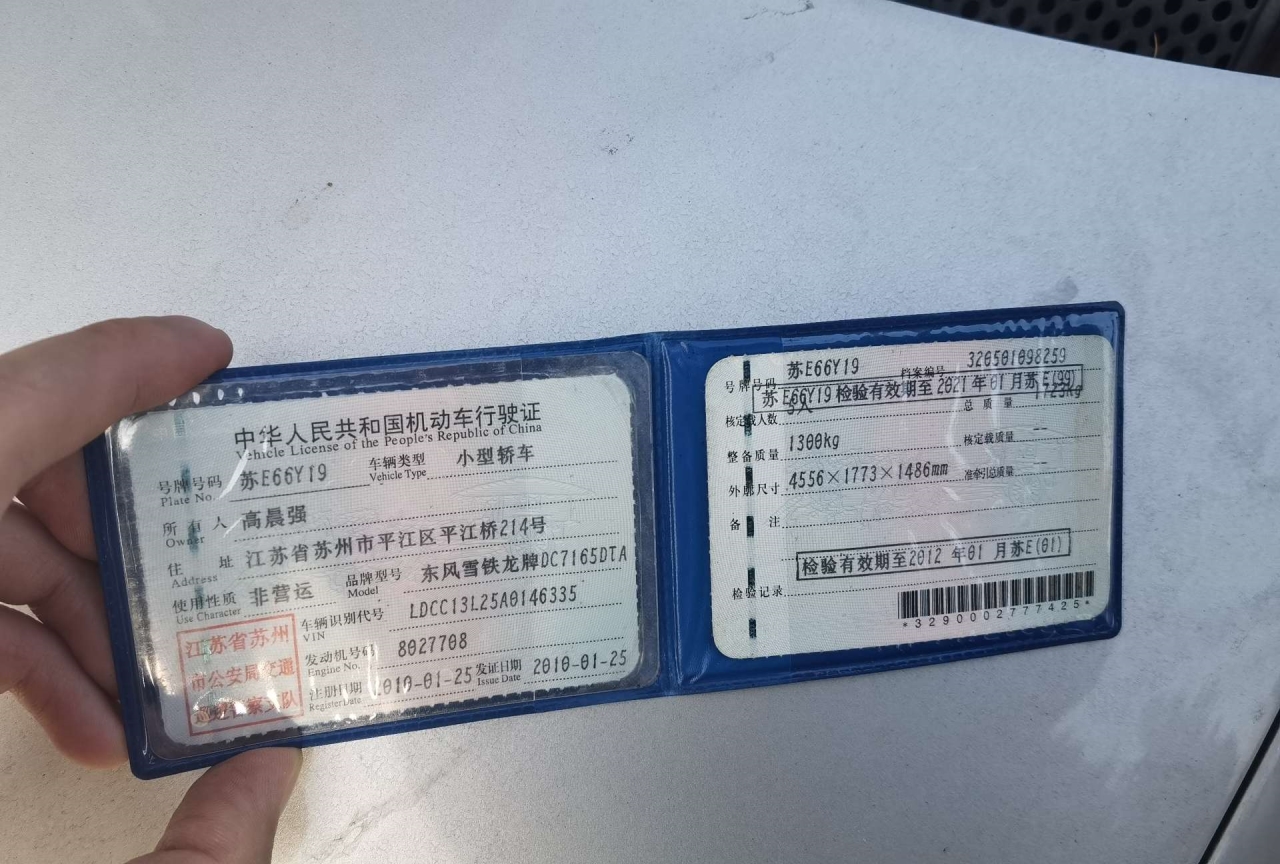 中华人民共和国机动车行驶证
Vehicle License of the People's Republic of China
号牌号码 苏E66Y19 车辆类型 小型轿车
Plate No. Vehicle Type
所有人 高晨强
Owner
住址 江苏省苏州市平江区平江桥214号
Address
使用性质 非营运 品牌型号 东风雪铁龙牌DC7165DTA
Use Character Model
江苏省苏州
市公安局交通
车辆识别代号 LDCC13L25A0146335
VIN
发动机号码 8027708
Engine No.
注册日期 2010-01-25 发证日期 2010-01-25
Register Date Issue Date
号牌号码 苏E66Y19 档案编号 320501098259
苏E66Y19 检验有效期至 2021 年 01 月苏E(99)
核定载人数 5人 总质量
整备质量 1300kg 核定载质量 --
外廓尺寸 4556×1773×1486mm 准牵引总质量 --
备注
检验有效期至2012 年01 月苏E(01)
检验记录
*3290002777425*